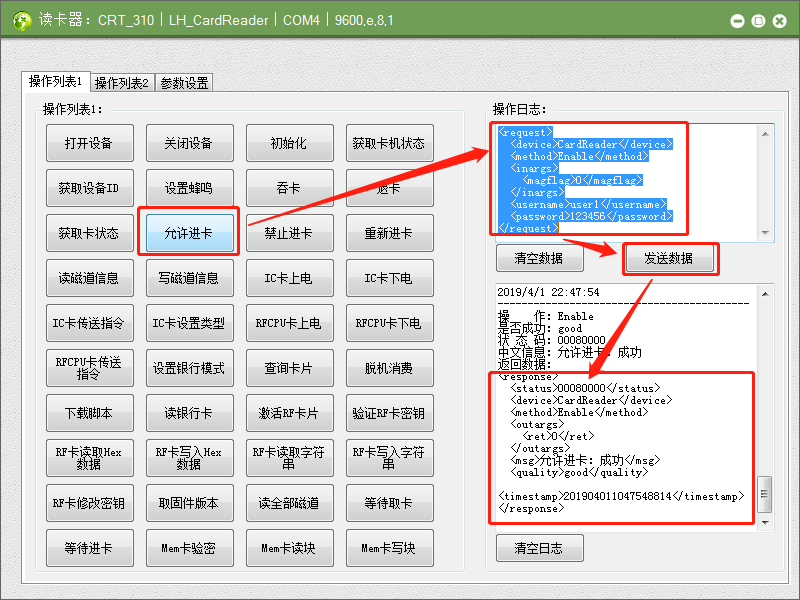 读卡器：CRT_310 | LH_CardReader | COM4 | 9600,e,8,1
操作列表1 操作列表2 参数设置
操作列表1：
打开设备 关闭设备 初始化 获取卡机状态
获取设备ID 设置蜂鸣 吞卡 退卡
获取卡状态 允许进卡 禁止进卡 重新进卡
读磁道信息 写磁道信息 IC卡上电 IC卡下电
IC卡传送指令 IC卡设置类型 RFCPU卡上电 RFCPU卡下电
RFCPU卡传送
指令
设置银行模式 查询卡片 脱机消费
下载脚本 读银行卡 激活RF卡片 验证RF卡密钥
RF卡读取Hex
数据
RF卡写入Hex
数据
RF卡读取字符
串
RF卡写入字符
串
RF卡修改密钥 取固件版本 读全部磁道 等待取卡
等待进卡 Mem卡验密 Mem卡读块 Mem卡写块
操作日志：
<request>
<device>CardReader</device>
<method>Enable</method>
<inargs>
<magflag>0</magflag>
</inargs>
<username>user1</username>
<password>123456</password>
</request>
清空数据 发送数据
2019/4/1 22:47:54
------------------------------------
操　　作：Enable
是否成功：good
状 态 码：00080000
中文信息：允许进卡：成功
返回数据：
<response>
<status>00080000</status>
<device>CardReader</device>
<method>Enable</method>
<outargs>
<ret>0</ret>
</outargs>
<msg>允许进卡：成功</msg>
<quality>good</quality>
<timestamp>201904011047548814</timestamp>
</response>
清空日志